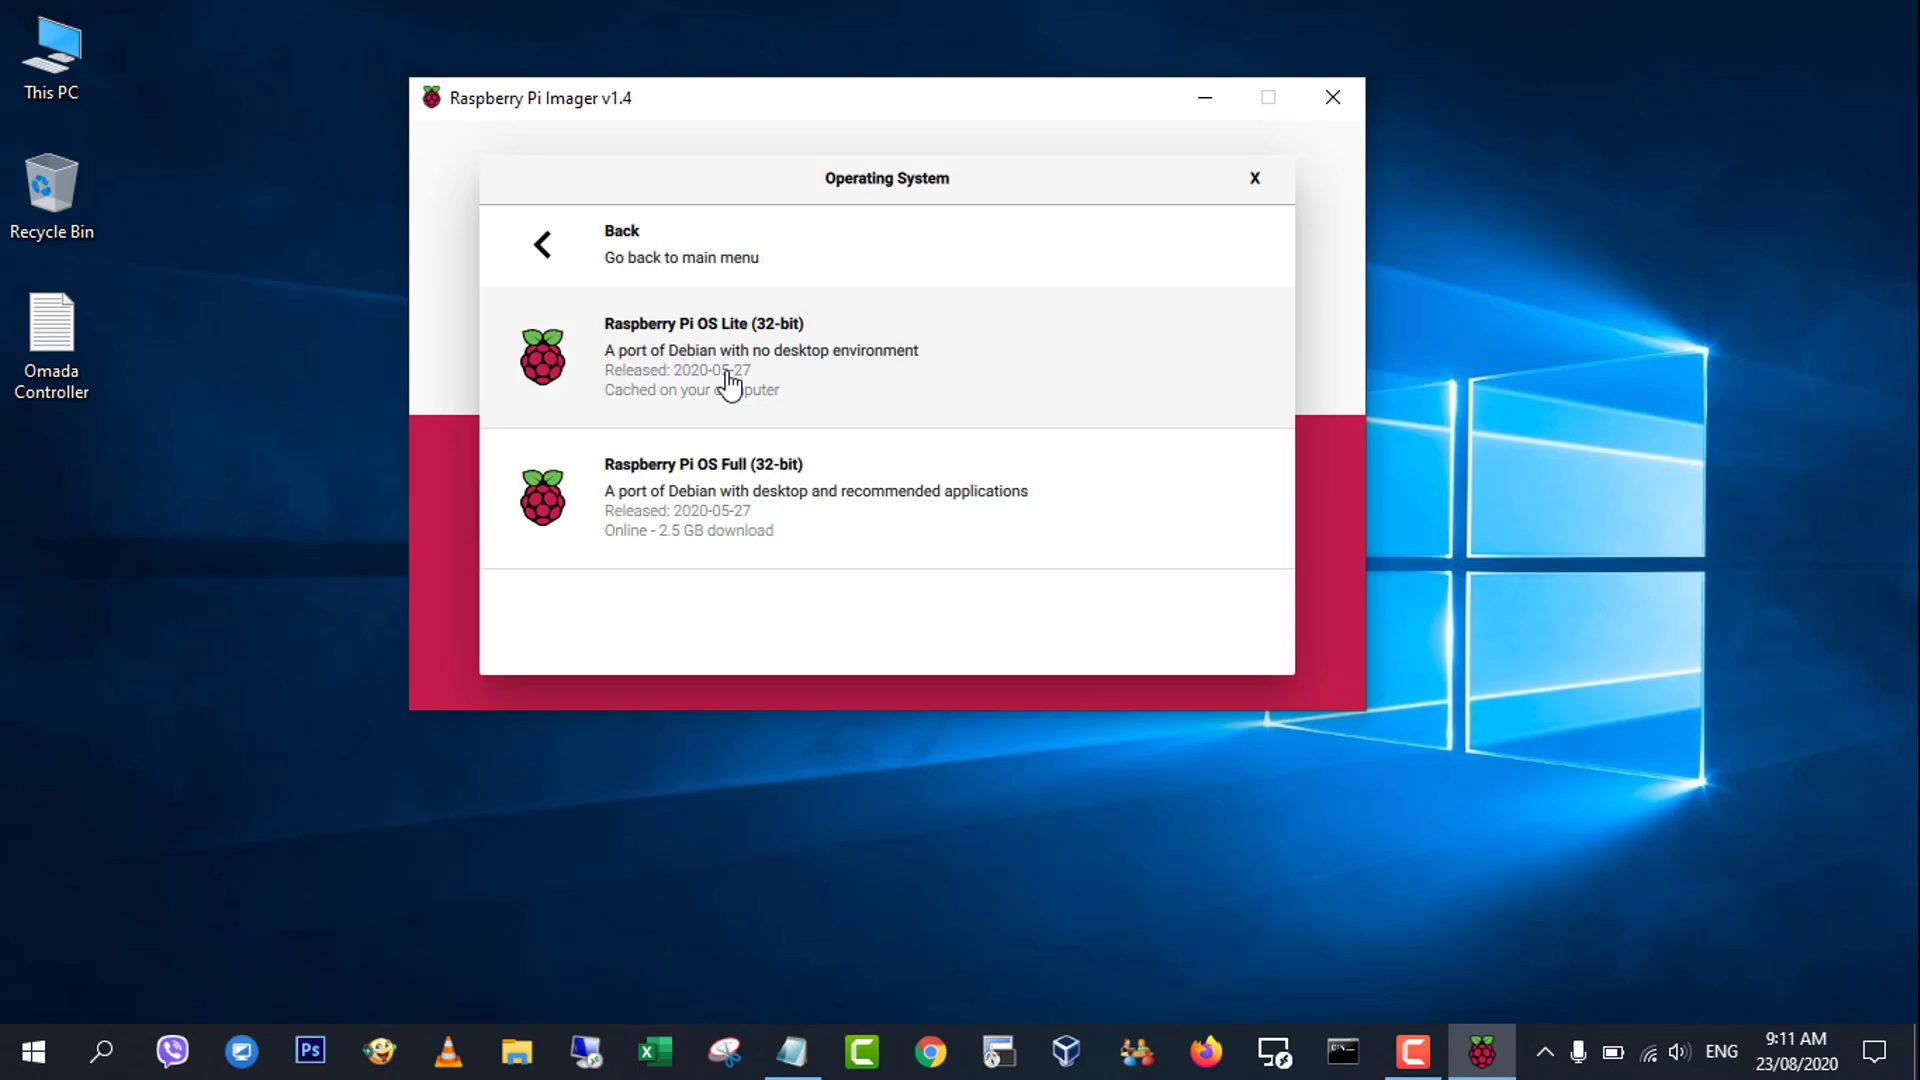 This PC
Recycle Bin
Omada
Controller
Raspberry Pi Imager v1.4
Operating System
X
Back
Go back to main menu
Raspberry Pi OS Lite (32-bit)
A port of Debian with no desktop environment
Released: 2020-05-27
Cached on your computer
Raspberry Pi OS Full (32-bit)
A port of Debian with desktop and recommended applications
Released: 2020-05-27
Online - 2.5 GB download
Ps
ENG
9:11 AM
23/08/2020